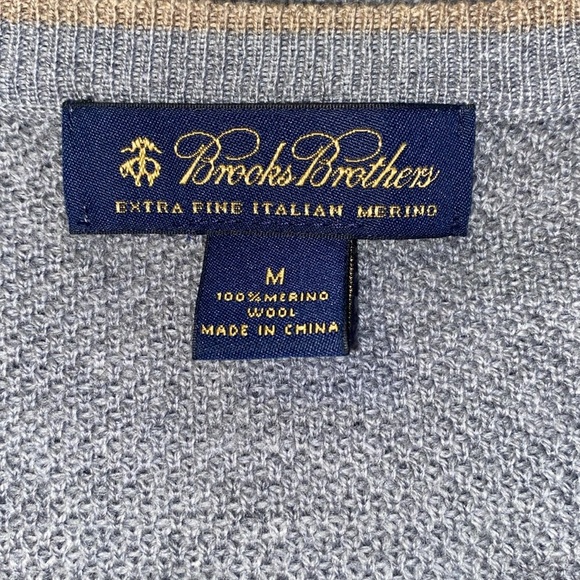 Brooks Brothers
EXTRA FINE ITALIAN MERINO
M
100% MERINO
WOOL
MADE IN CHINA